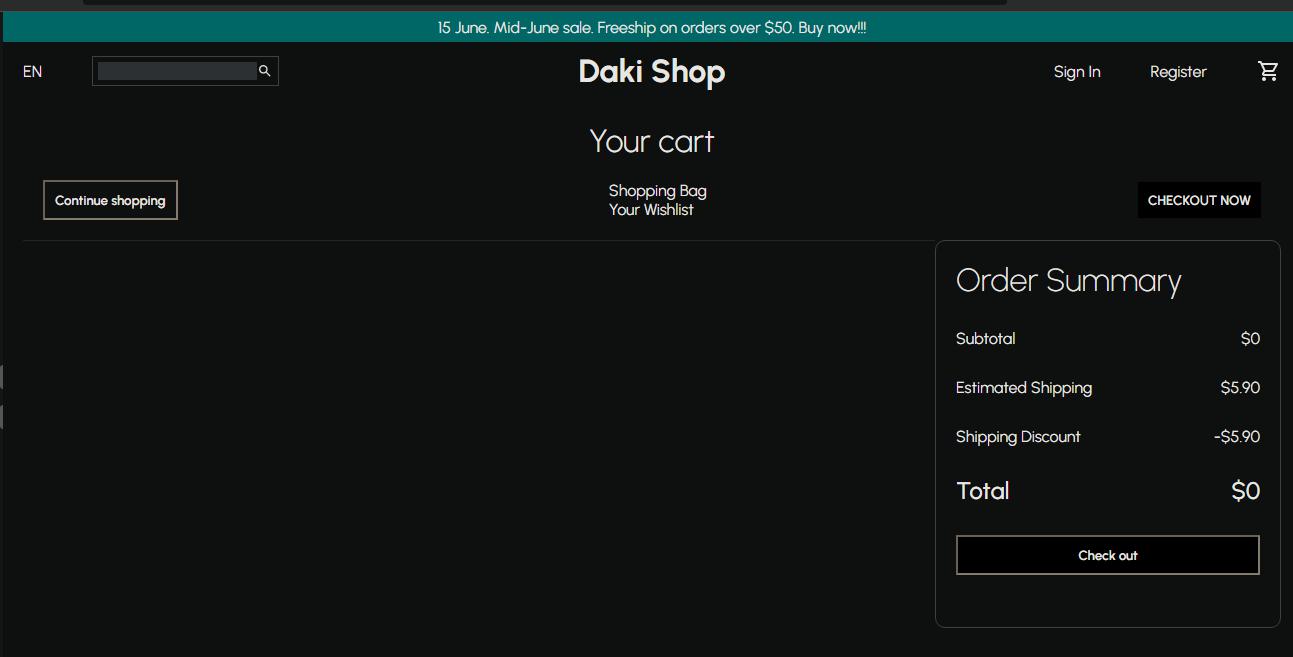 15 June. Mid-June sale. Freeship on orders over $50. Buy now!!!
EN
Daki Shop
Sign In
Register
Your cart
Continue shopping
Shopping Bag
Your Wishlist
CHECKOUT NOW
Order Summary
Subtotal $0
Estimated Shipping $5.90
Shipping Discount -$5.90
Total $0
Check out